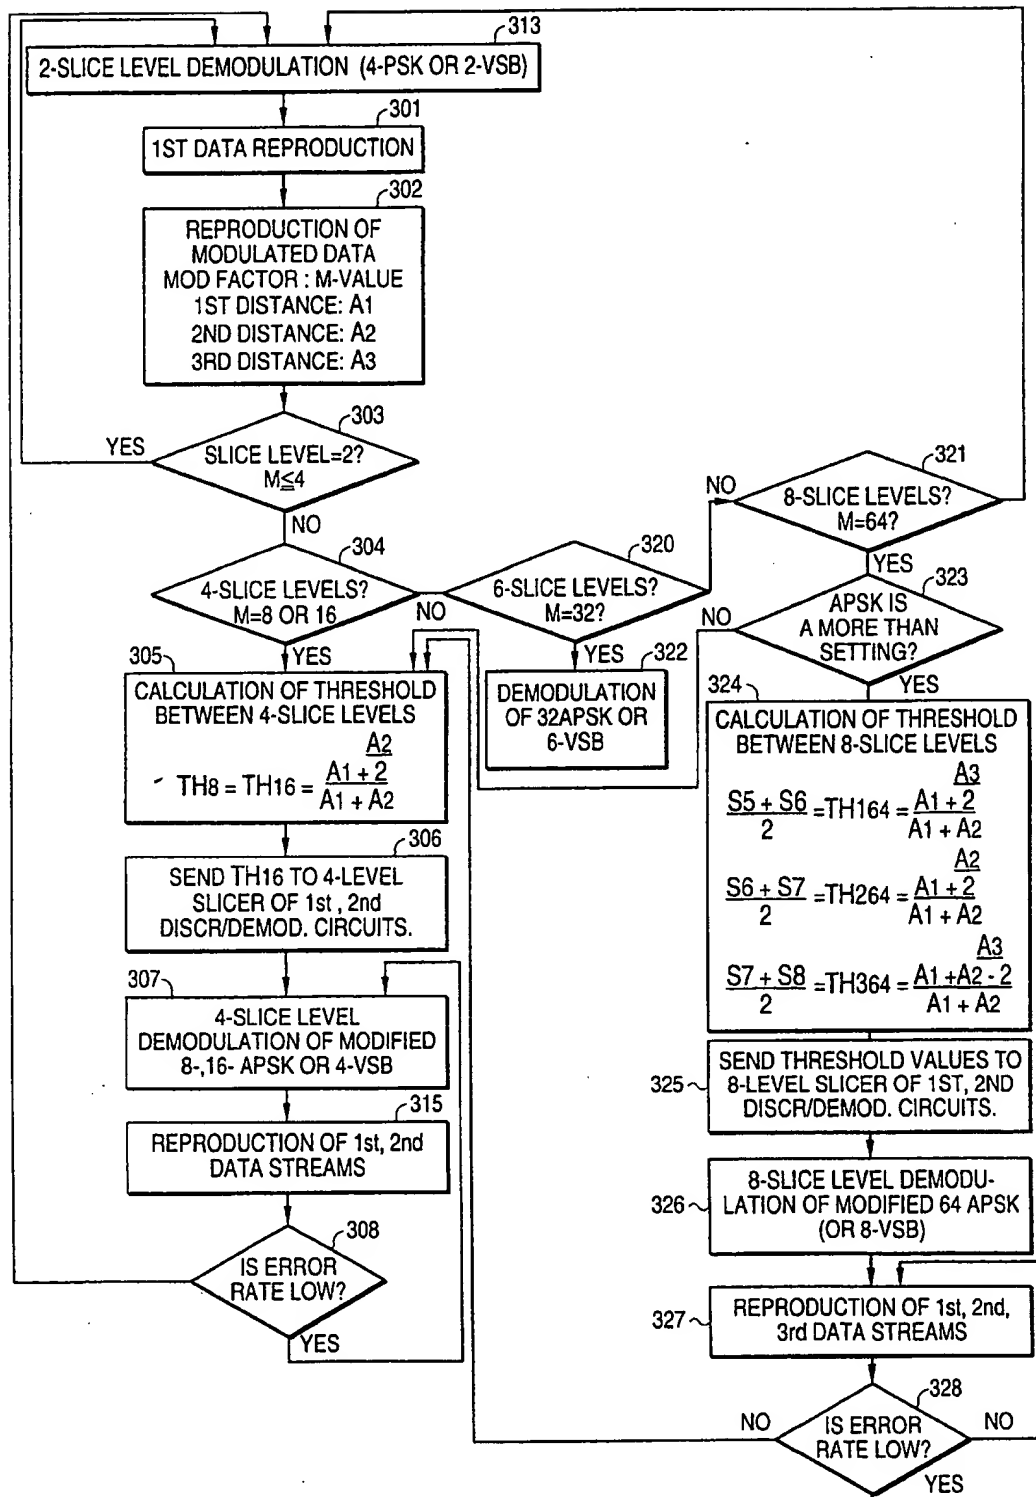 313
2-SLICE LEVEL DEMODULATION (4-PSK OR 2-VSB)
301
1ST DATA REPRODUCTION
302
REPRODUCTION OF
MODULATED DATA
MOD FACTOR : M-VALUE
1ST DISTANCE: A1
2ND DISTANCE: A2
3RD DISTANCE: A3
303
YES
SLICE LEVEL=2?
M≤4
NO
304
4-SLICE LEVELS?
M=8 OR 16
NO
YES
320
6-SLICE LEVELS?
M=32?
NO
YES
321
8-SLICE LEVELS?
M=64?
YES
322
DEMODULATION
OF 32APSK OR
6-VSB
323
NO
APSK IS
A MORE THAN
SETTING?
YES
305
CALCULATION OF THRESHOLD
BETWEEN 4-SLICE LEVELS
A2
TH8 = TH16 = A1 + 2
A1 + A2
306
SEND TH16 TO 4-LEVEL
SLICER OF 1st , 2nd
DISCR/DEMOD. CIRCUITS.
307
4-SLICE LEVEL
DEMODULATION OF MODIFIED
8-,16- APSK OR 4-VSB
315
REPRODUCTION OF 1st, 2nd
DATA STREAMS
308
IS ERROR
RATE LOW?
YES
324
CALCULATION OF THRESHOLD
BETWEEN 8-SLICE LEVELS
A3
S5 + S6 =TH164 = A1 + 2
2 A1 + A2
A2
S6 + S7 =TH264 = A1 + 2
2 A1 + A2
A3
S7 + S8 =TH364 = A1 +A2 - 2
2 A1 + A2
325
SEND THRESHOLD VALUES TO
8-LEVEL SLICER OF 1ST, 2ND
DISCR/DEMOD. CIRCUITS.
326
8-SLICE LEVEL DEMODU-
LATION OF MODIFIED 64 APSK
(OR 8-VSB)
327
REPRODUCTION OF 1st, 2nd,
3rd DATA STREAMS
328
NO
IS ERROR
RATE LOW?
NO
YES